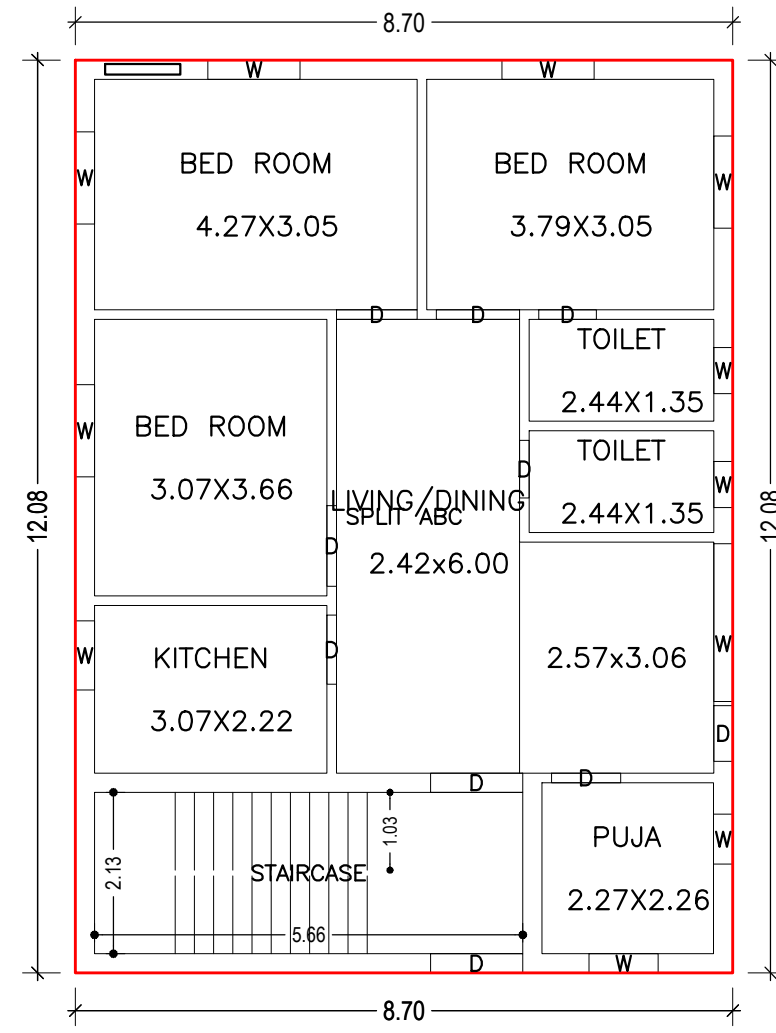 8.70
W W
BED ROOM BED ROOM
W W
4.27X3.05 3.79X3.05
D D D
TOILET
W
2.44X1.35
BED ROOM
W
TOILET
D
W
3.07X3.66
LIVING/DINING
2.44X1.35
SPLIT ABC
12.08 12.08
D
2.42x6.00
KITCHEN
W
D
2.57x3.06
W
3.07X2.22
D
D D
1.03
PUJA
W
2.13
STAIRCASE
2.27X2.26
5.66
D W
8.70